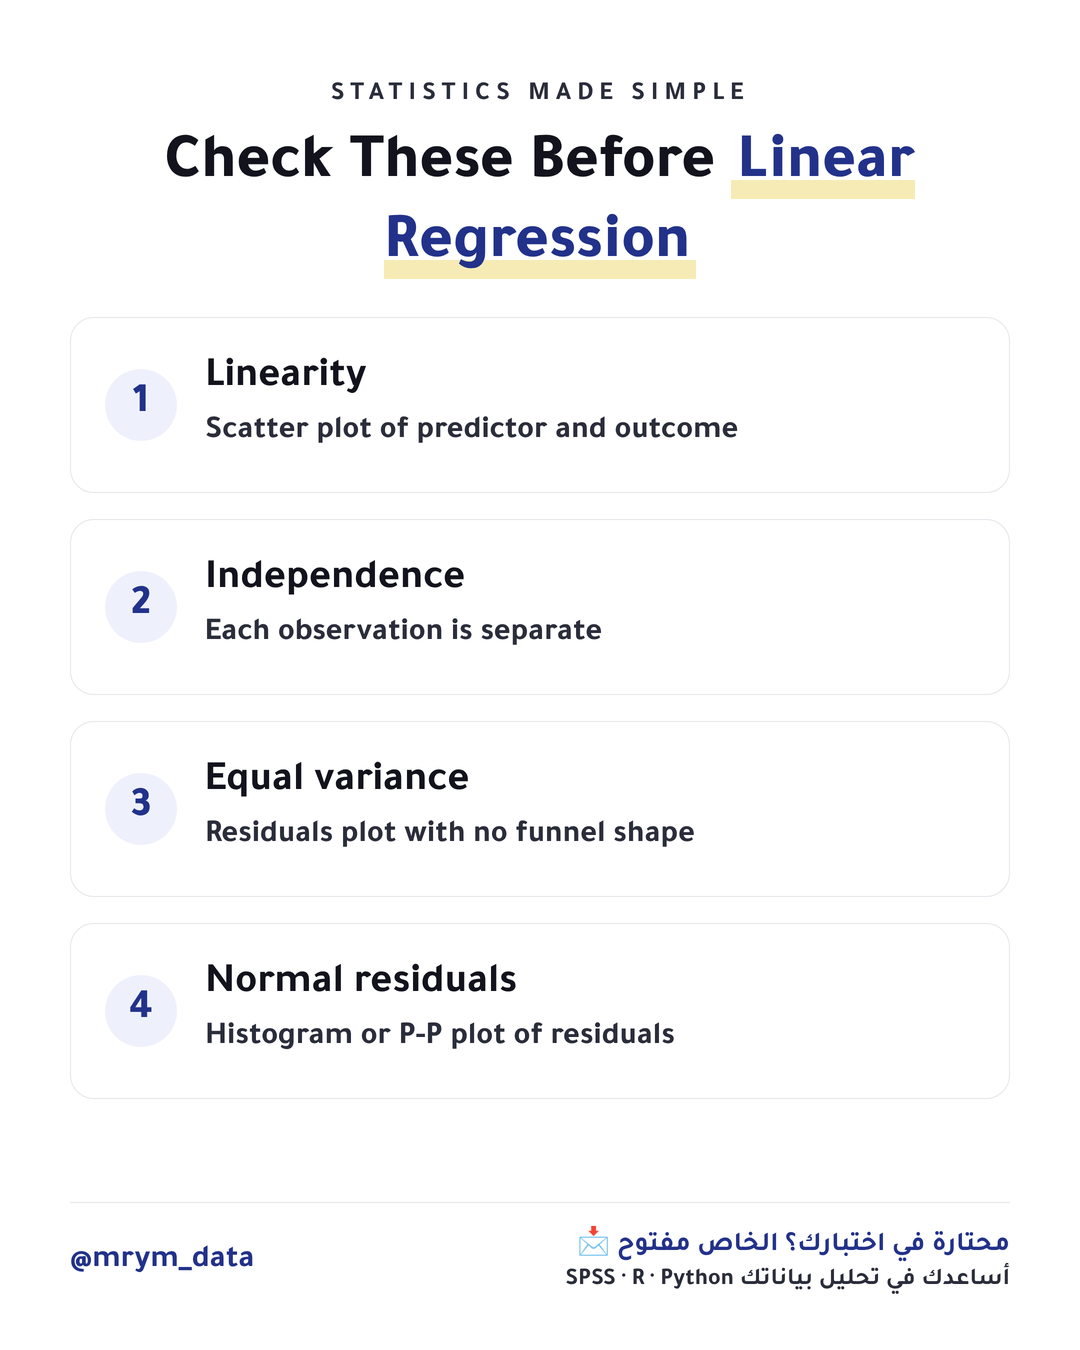 STATISTICS MADE SIMPLE
Check These Before Linear
Regression
1
Linearity
Scatter plot of predictor and outcome
2
Independence
Each observation is separate
3
Equal variance
Residuals plot with no funnel shape
4
Normal residuals
Histogram or P-P plot of residuals
@mrym_data
محتارة في اختبارك؟ الخاص مفتوح 📩
أساعدك في تحليل بياناتك SPSS · R · Python